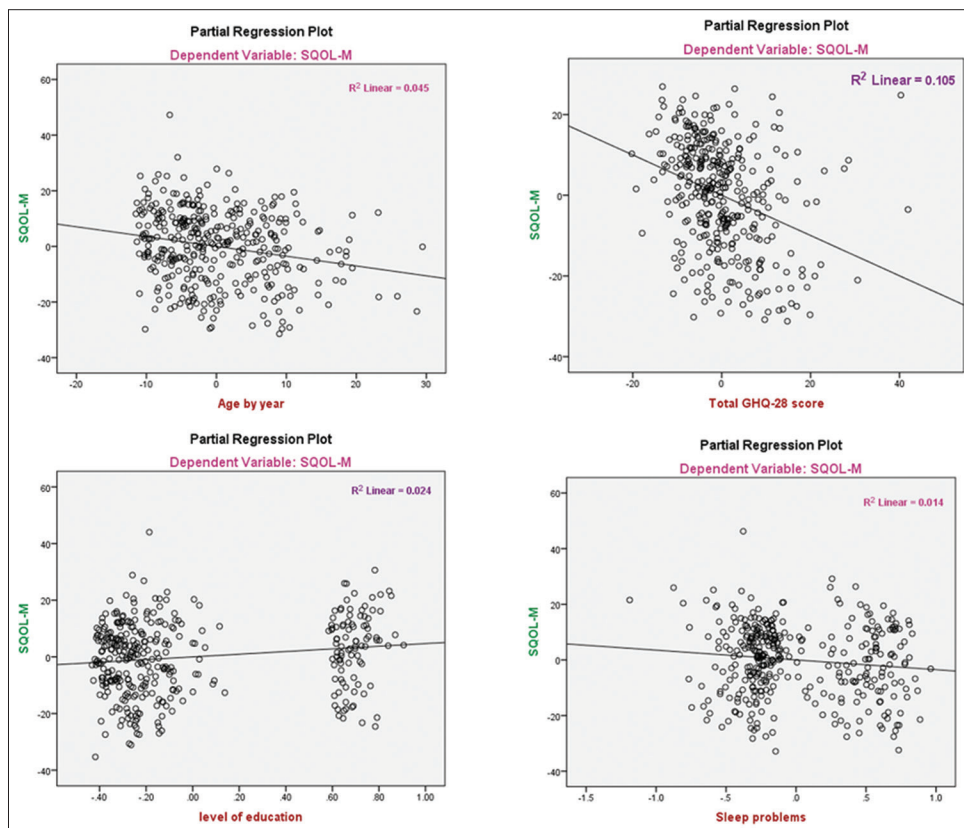 Partial Regression Plot
Dependent Variable: SQOL-M
R² Linear = 0.045
SQOL-M
60
40
20
0
-20
-40
-20
-10
0
10
20
30
Age by year
Partial Regression Plot
Dependent Variable: SQOL-M
R² Linear = 0.105
SQOL-M
20
0
-20
-40
-20
0
20
40
Total GHQ-28 score
Partial Regression Plot
Dependent Variable: SQOL-M
R² Linear = 0.024
SQOL-M
60
40
20
0
-20
-40
-.40
-.20
.00
.20
.40
.60
.80
1.00
level of education
Partial Regression Plot
Dependent Variable: SQOL-M
R² Linear = 0.014
SQOL-M
60
40
20
0
-20
-40
-1.5
-1.0
-.5
.0
.5
1.0
Sleep problems